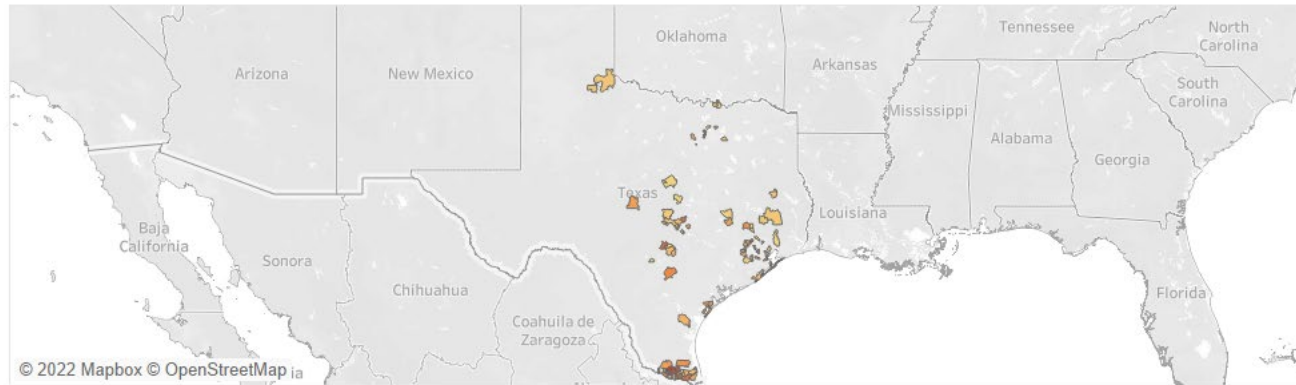 Oklahoma
Tennessee
North
Carolina
Arizona
New Mexico
Arkansas
South
Carolina
Mississippi
Alabama
Georgia
Texas
Louisiana
Baja
California
Sonora
Chihuahua
Florida
Coahuila de
Zaragoza
© 2022 Mapbox © OpenStreetMap